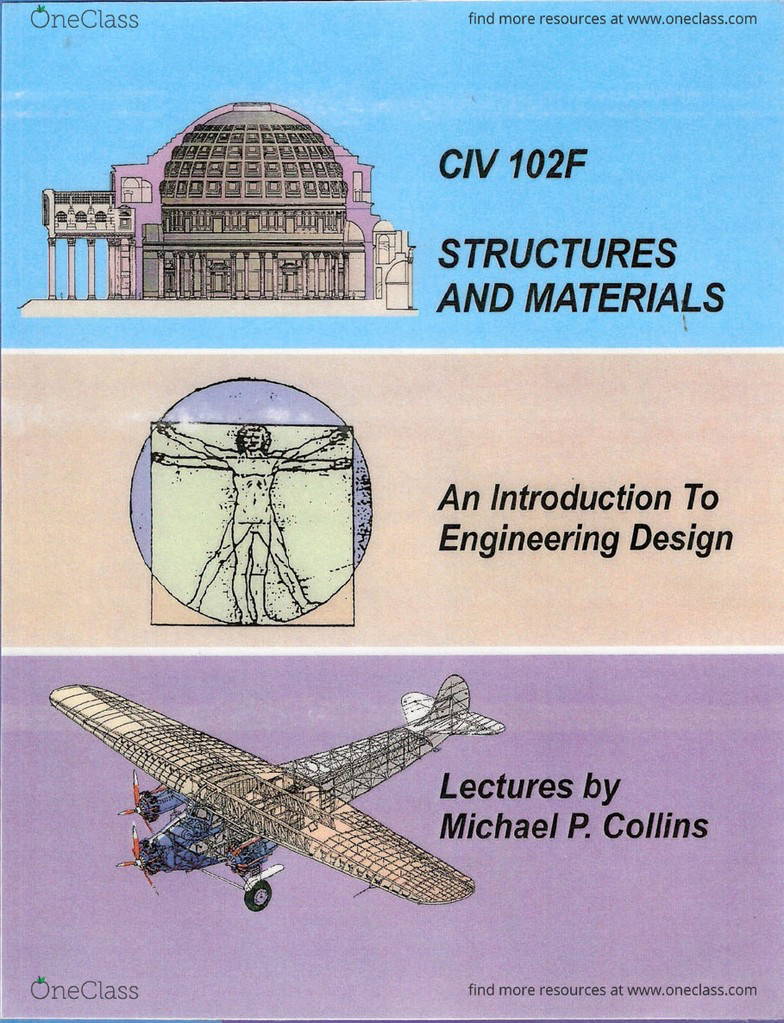 OneClass
find more resources at www.oneclass.com
CIV 102F
STRUCTURES
AND MATERIALS
An Introduction To
Engineering Design
Lectures by
Michael P. Collins
OneClass
find more resources at www.oneclass.com